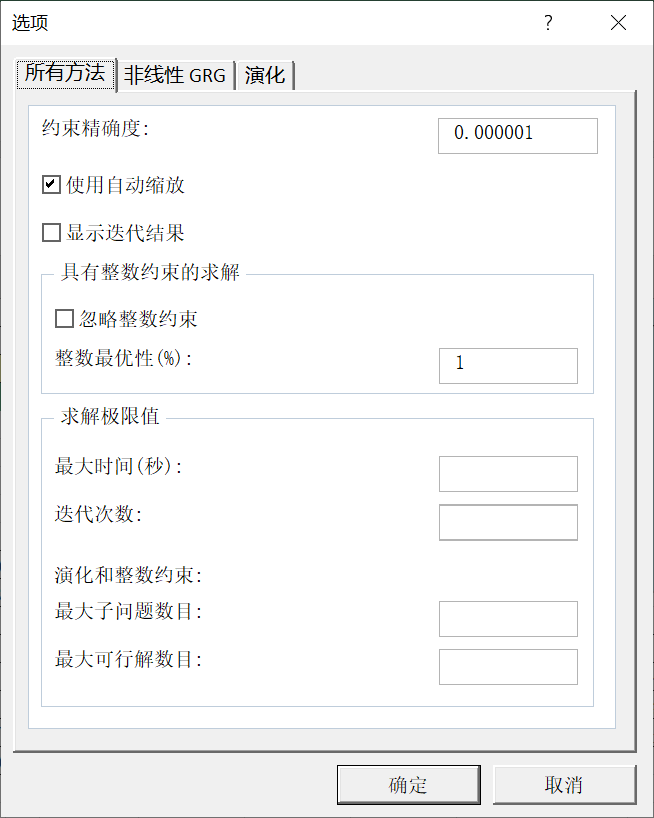 选项
所有方法 非线性 GRG 演化
约束精确度: 0.000001
使用自动缩放
显示迭代结果
具有整数约束的求解
忽略整数约束
整数最优性(%): 1
求解极限值
最大时间(秒):
迭代次数:
演化和整数约束:
最大子问题数目:
最大可行解数目:
确定 取消